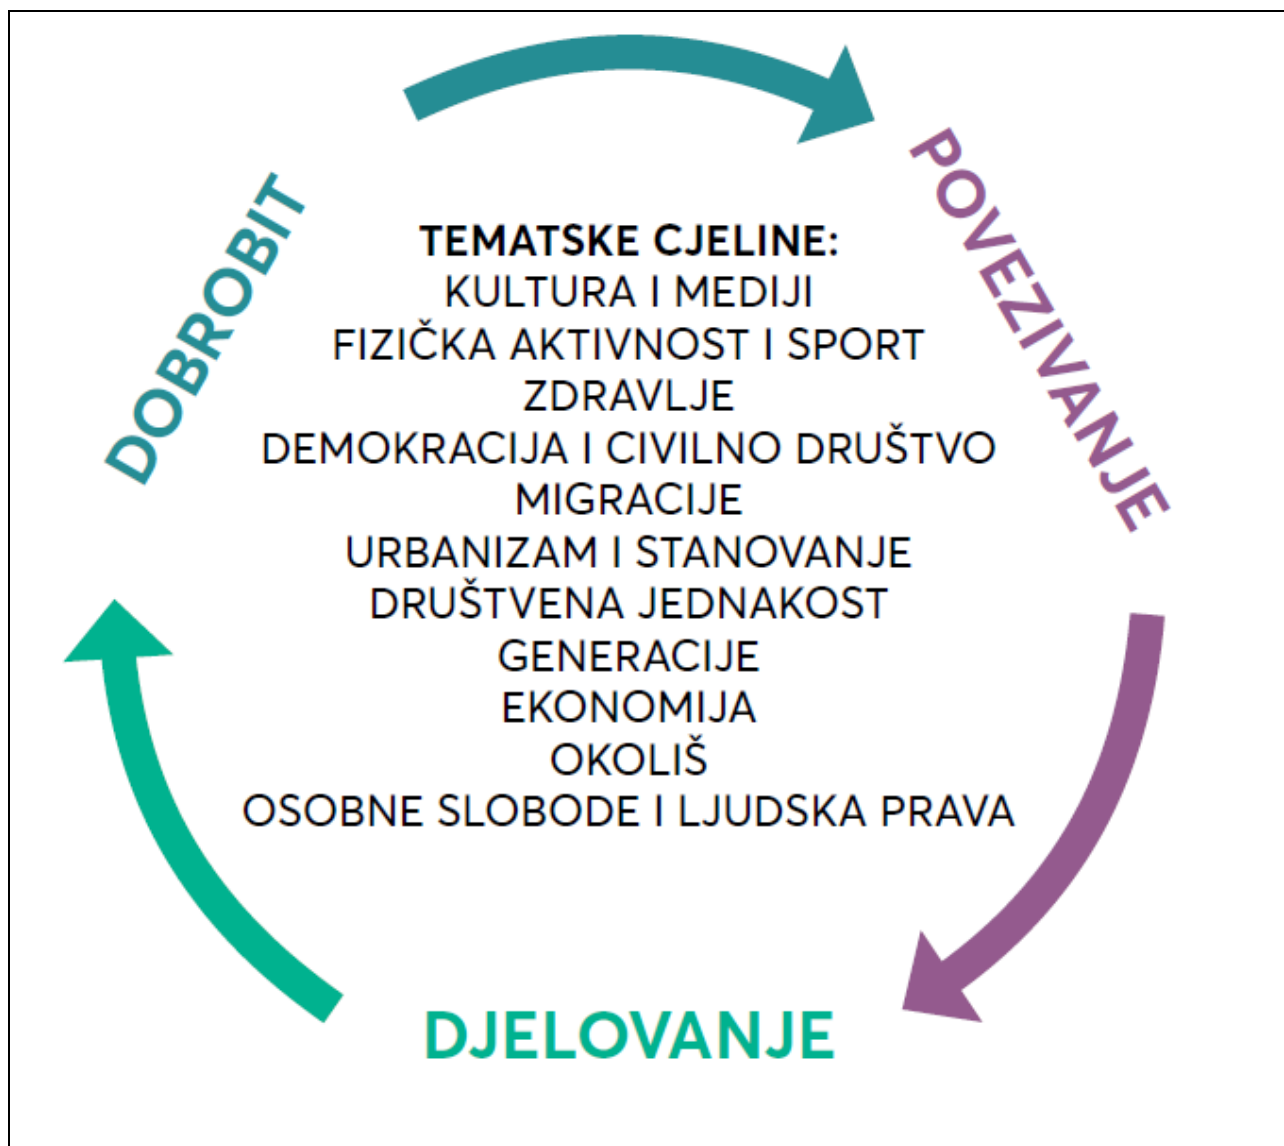 DOBROBIT
POVEZIVANJE
TEMATSKE CJELINE:
KULTURA I MEDIJI
FIZIČKA AKTIVNOST I SPORT
ZDRAVLJE
DEMOKRACIJA I CIVILNO DRUŠTVO
MIGRACIJE
URBANIZAM I STANOVANJE
DRUŠTVENA JEDNAKOST
GENERACIJE
EKONOMIJA
OKOLIŠ
OSOBNE SLOBODE I LJUDSKA PRAVA
DJELOVANJE